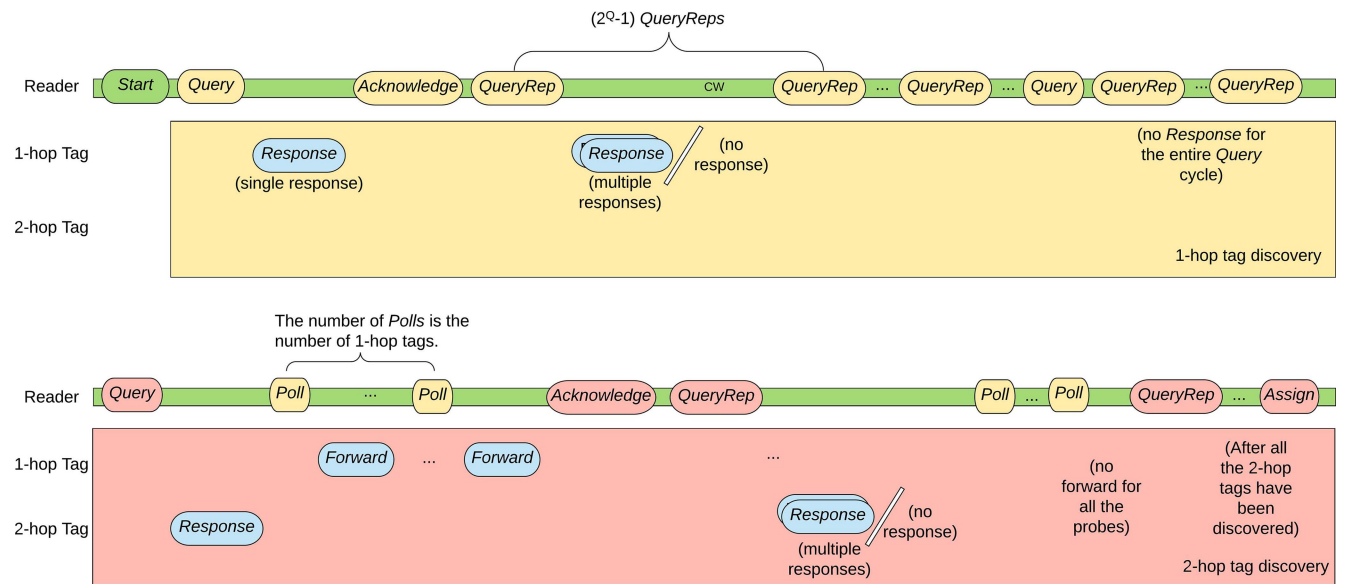 (2Q-1) QueryReps
Reader
Start
Query
Acknowledge
QueryRep
CW
QueryRep
...
QueryRep
...
Query
QueryRep
...
QueryRep
1-hop Tag
Response
(single response)
Response
(multiple
responses)
(no
response)
(no Response for
the entire Query
cycle)
2-hop Tag
1-hop tag discovery
The number of Polls is the
number of 1-hop tags.
Reader
Query
Poll
...
Poll
Acknowledge
QueryRep
Poll
...
Poll
QueryRep
...
Assign
1-hop Tag
Forward
...
Forward
...
(no
forward for
all the
probes)
(After all
the 2-hop
tags have
been
discovered)
2-hop Tag
Response
Response
(multiple
responses)
(no
response)
2-hop tag discovery